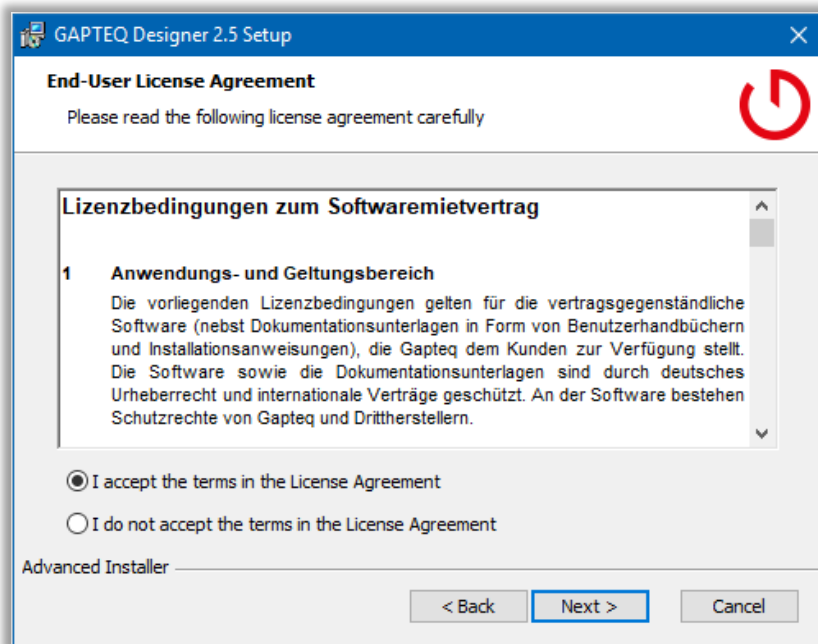 GAPTEQ Designer 2.5 Setup
End-User License Agreement
Please read the following license agreement carefully
Lizenzbedingungen zum Softwaremietvertrag
1 Anwendungs- und Geltungsbereich
Die vorliegenden Lizenzbedingungen gelten für die vertragsgegenständliche
Software (nebst Dokumentationsunterlagen in Form von Benutzerhandbüchern
und Installationsanweisungen), die Gapteq dem Kunden zur Verfügung stellt.
Die Software sowie die Dokumentationsunterlagen sind durch deutsches
Urheberrecht und internationale Verträge geschützt. An der Software bestehen
Schutzrechte von Gapteq und Drittherstellern.
I accept the terms in the License Agreement
I do not accept the terms in the License Agreement
Advanced Installer
< Back Next > Cancel